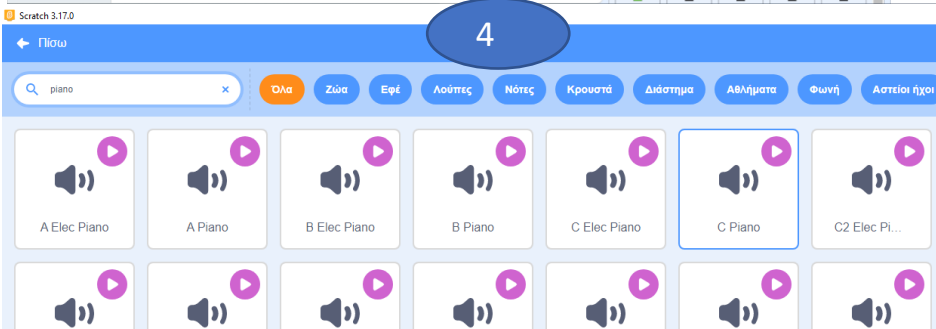 Scratch 3.17.0
4
Πίσω
piano ×
Όλα Ζώα Εφέ Λούπες Νότες Κρουστά Διάστημα Αθλήματα Φωνή Αστείοι ήχοι
A Elec Piano A Piano B Elec Piano B Piano C Elec Piano C Piano C2 Elec Pi...